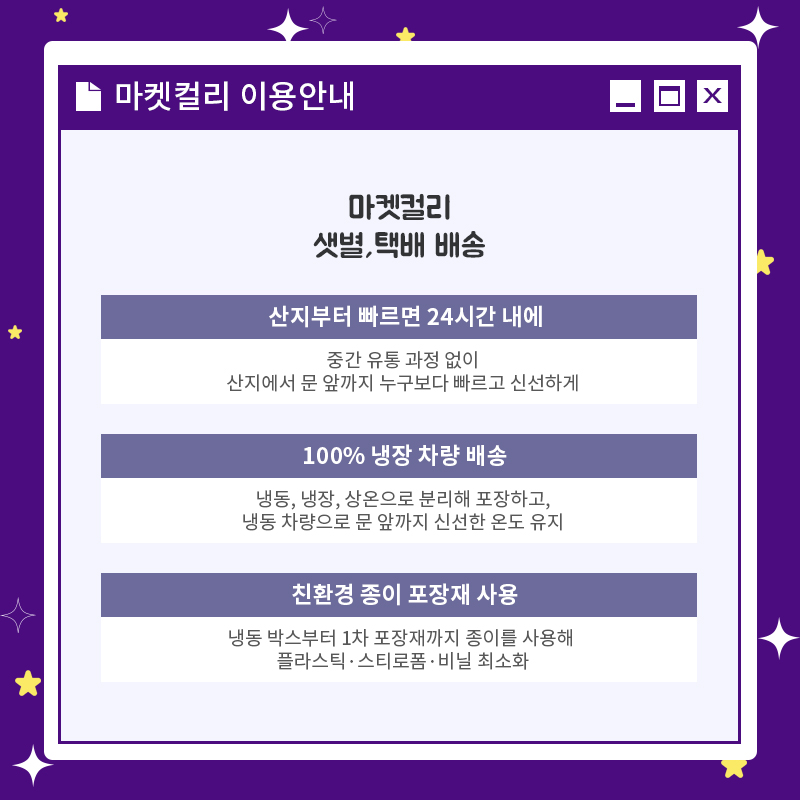 마켓컬리 이용안내
마켓컬리
샛별,택배 배송
산지부터 빠르면 24시간 내에
중간 유통 과정 없이
산지에서 문 앞까지 누구보다 빠르고 신선하게
100% 냉장 차량 배송
냉동, 냉장, 상온으로 분리해 포장하고,
냉동 차량으로 문 앞까지 신선한 온도 유지
친환경 종이 포장재 사용
냉동 박스부터 1차 포장재까지 종이를 사용해
플라스틱·스티로폼·비닐 최소화